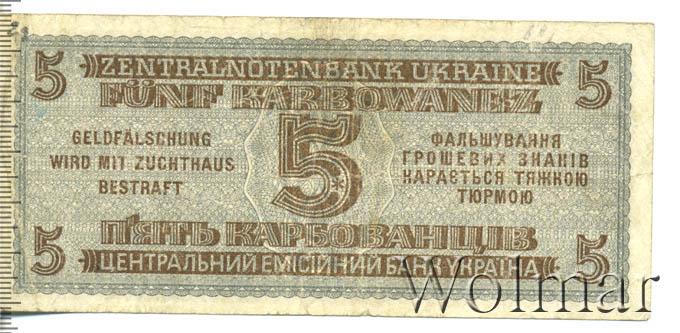 5 ZENTRALNOTENBANK UKRAINE 5
FÜNF KARBOWANEZ
GELDFÄLSCHUNG
WIRD MIT ZUCHTHAUS
BESTRAFT
5
*
ФАЛЬШУВАННЯ
ГРОШЕВИХ ЗНАКІВ
КАРАЄТЬСЯ ТЯЖКОЮ
ТЮРМОЮ
П'ЯТЬ КАРБОВАНЦІВ
5 ЦЕНТРАЛЬНИЙ ЕМІСІЙНИЙ БАНК УКРАЇНА 5
Wolmar